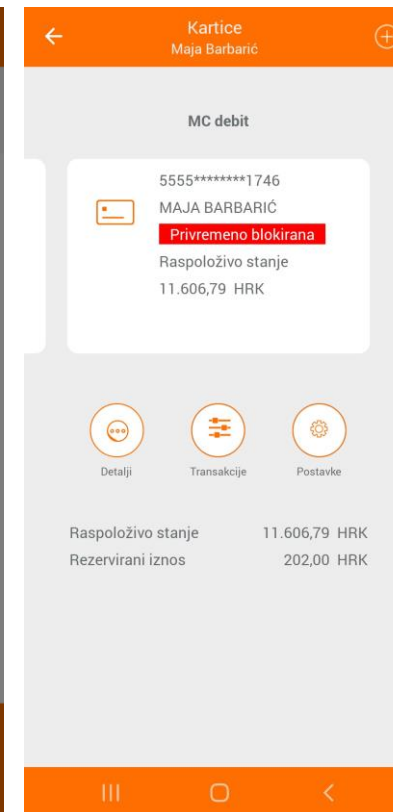 Kartice
Maja Barbarić
MC debit
5555********1746
MAJA BARBARIĆ
Privremeno blokirana
Raspoloživo stanje
11.606,79 HRK
Detalji
Transakcije
Postavke
Raspoloživo stanje 11.606,79 HRK
Rezervirani iznos 202,00 HRK